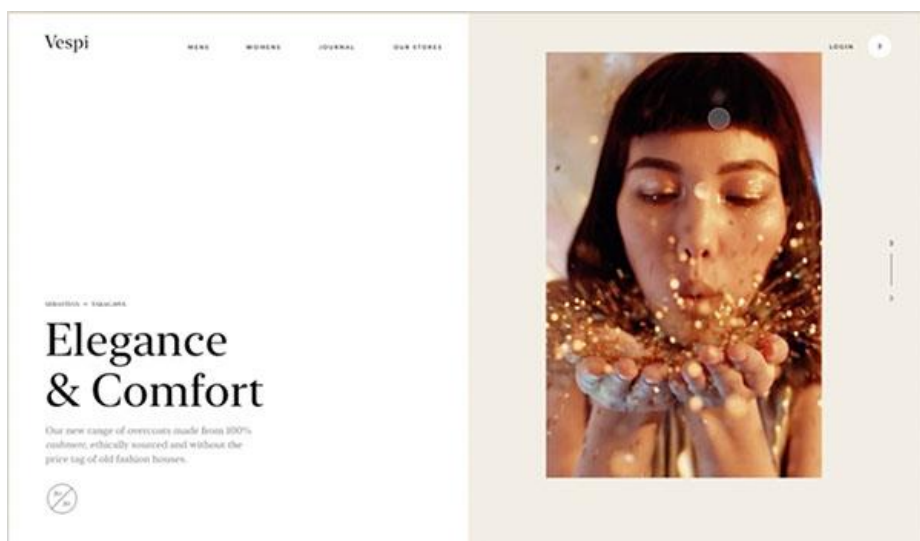 Vespi
MENS WOMENS JOURNAL OUR STORES
LOGIN
Elegance
& Comfort
Our new range of overcoats made from 100%
cashmere, ethically sourced and without the
price tag of old fashion houses.